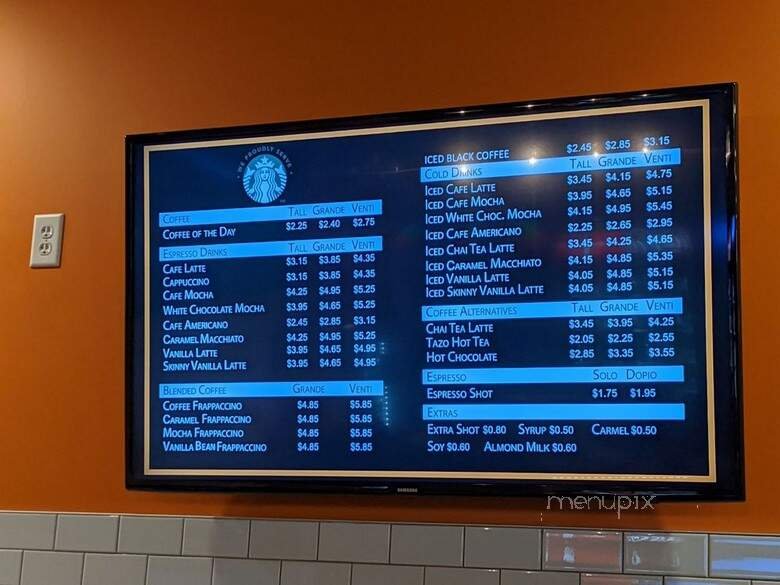 WE PROUDLY SERVE
COFFEE TALL GRANDE VENTI
COFFEE OF THE DAY $2.25 $2.40 $2.75
ESPRESSO DRINKS TALL GRANDE VENTI
CAFE LATTE $3.15 $3.85 $4.35
CAPPUCCINO $3.15 $3.85 $4.35
CAFE MOCHA $4.25 $4.95 $5.25
WHITE CHOCOLATE MOCHA $3.95 $4.65 $5.25
CAFE AMERICANO $2.45 $2.85 $3.15
CARAMEL MACCHIATO $4.25 $4.95 $5.25
VANILLA LATTE $3.95 $4.65 $4.95
SKINNY VANILLA LATTE $3.95 $4.65 $4.95
BLENDED COFFEE GRANDE VENTI
COFFEE FRAPPACCINO $4.85 $5.85
CARAMEL FRAPPACCINO $4.85 $5.85
MOCHA FRAPPACCINO $4.85 $5.85
VANILLA BEAN FRAPPACCINO $4.85 $5.85
ICED BLACK COFFEE $2.45 $2.85 $3.15
COLD DRINKS TALL GRANDE VENTI
ICED CAFE LATTE $3.45 $4.15 $4.75
ICED CAFE MOCHA $3.95 $4.65 $5.15
ICED WHITE CHOC. MOCHA $4.15 $4.95 $5.45
ICED CAFE AMERICANO $2.25 $2.65 $2.95
ICED CHAI TEA LATTE $3.45 $4.25 $4.65
ICED CARAMEL MACCHIATO $4.15 $4.85 $5.35
ICED VANILLA LATTE $4.05 $4.85 $5.15
ICED SKINNY VANILLA LATTE $4.05 $4.85 $5.15
COFFEE ALTERNATIVES TALL GRANDE VENTI
CHAI TEA LATTE $3.45 $3.95 $4.25
TAZO HOT TEA $2.05 $2.25 $2.55
HOT CHOCOLATE $2.85 $3.35 $3.55
ESPRESSO SOLO DOPIO
ESPRESSO SHOT $1.75 $1.95
EXTRAS
EXTRA SHOT $0.80 SYRUP $0.50 CARMEL $0.50
SOY $0.60 ALMOND MILK $0.60
SAMSUNG
menupix